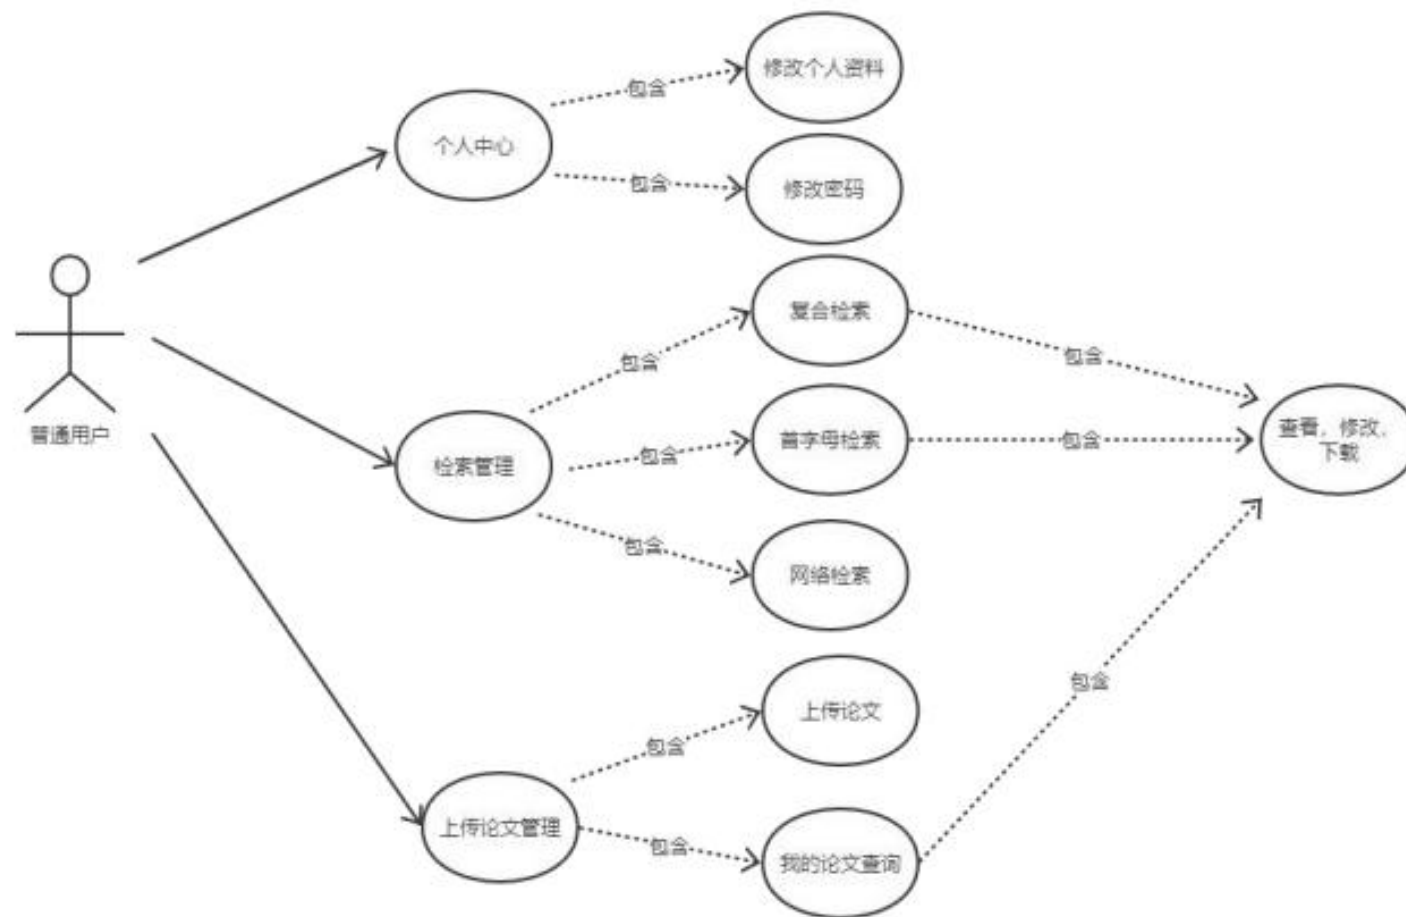 修改个人资料
包含
个人中心
包含
修改密码
复合检索
包含
包含
普通用户
检索管理
包含
首字母检索
包含
查看，修改，
下载
包含
网络检索
包含
上传论文
包含
上传论文管理
包含
我的论文查询